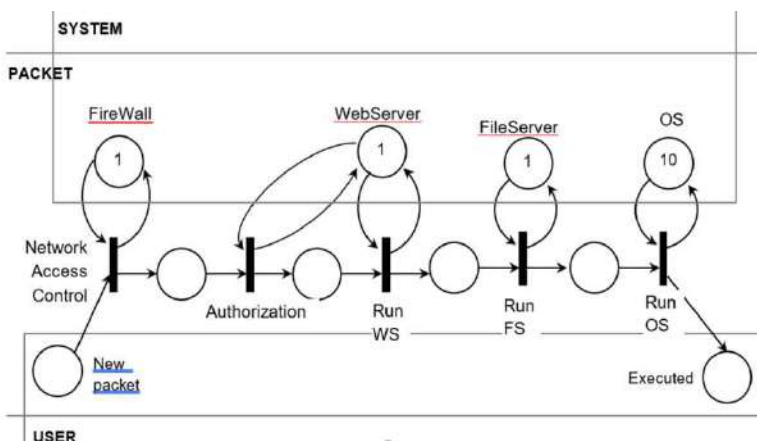 SYSTEM
PACKET
FireWall
WebServer
FileServer
OS
1
1
1
10
Network
Access
Control
Authorization
Run
WS
Run
FS
Run
OS
New
packet
Executed
USER